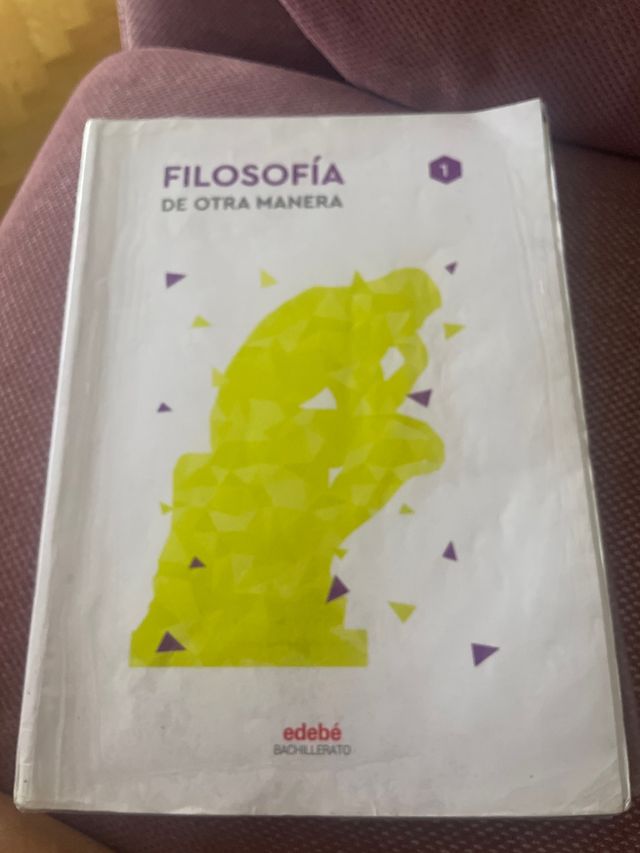 FILOSOFÍA
1
DE OTRA MANERA
edebé
BACHILLERATO